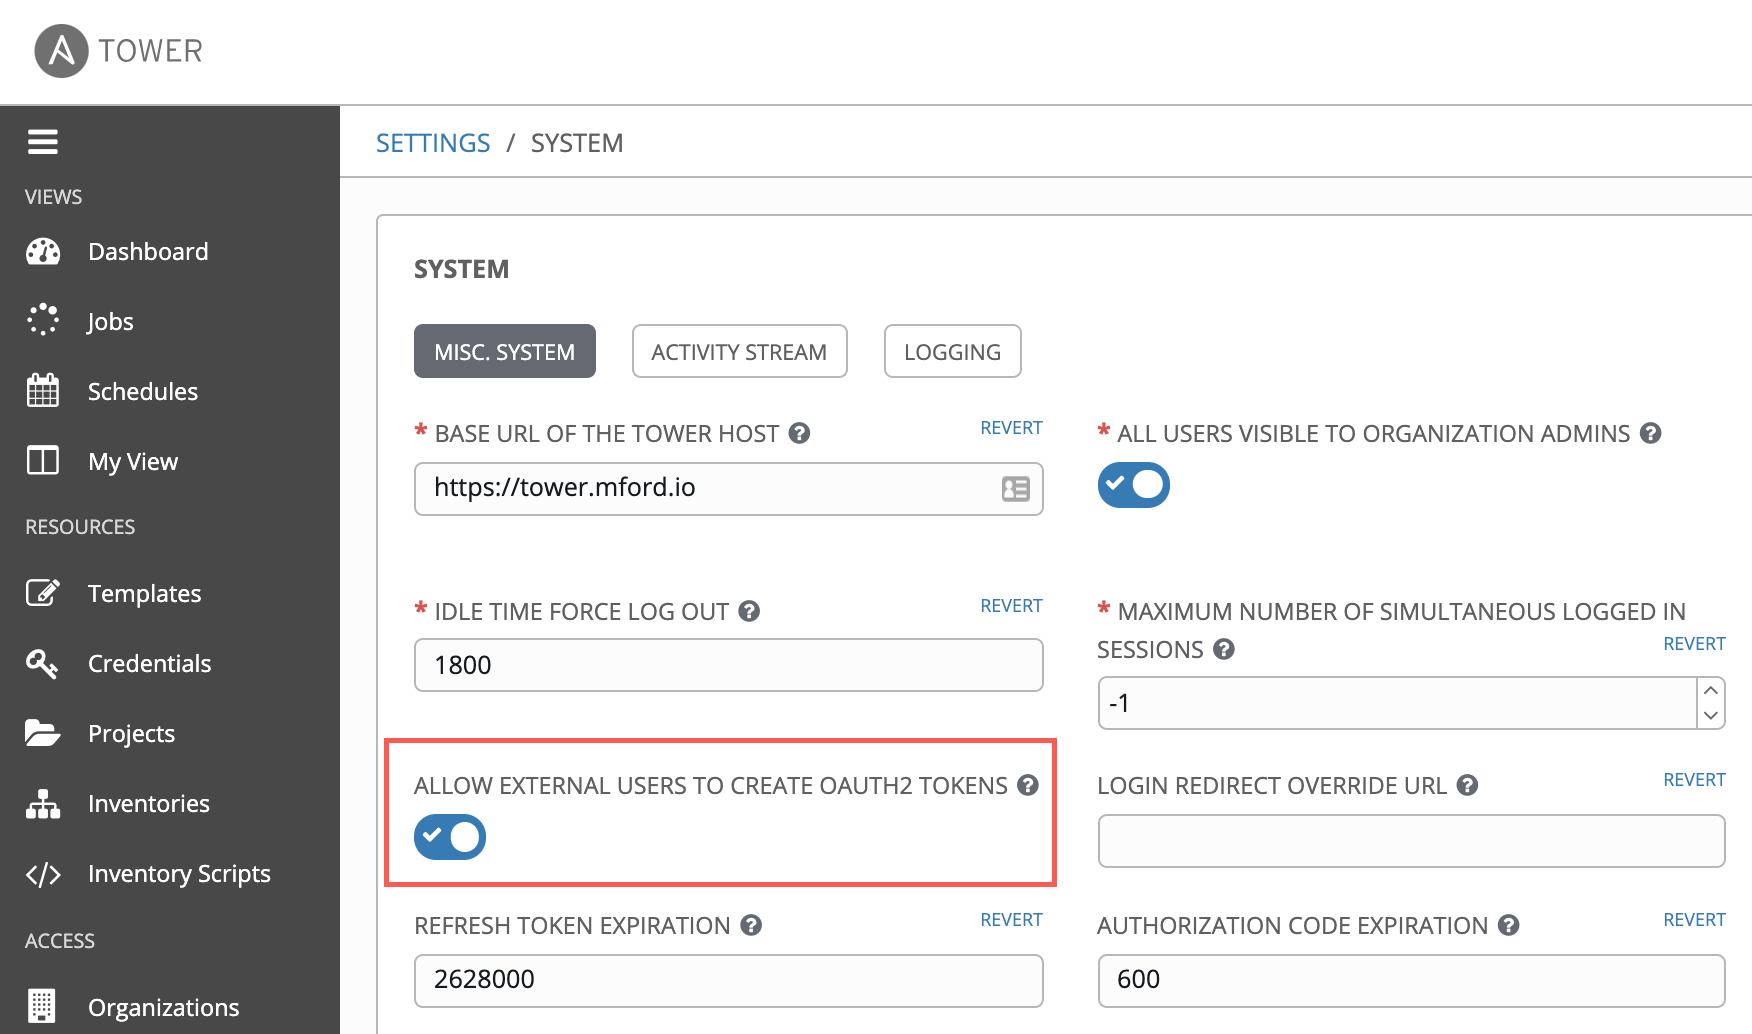 TOWER
SETTINGS / SYSTEM
VIEWS
Dashboard
Jobs
Schedules
My View
RESOURCES
Templates
Credentials
Projects
Inventories
Inventory Scripts
ACCESS
Organizations
SYSTEM
MISC. SYSTEM
ACTIVITY STREAM
LOGGING
* BASE URL OF THE TOWER HOST ?
REVERT
https://tower.mford.io
* ALL USERS VISIBLE TO ORGANIZATION ADMINS ?
* IDLE TIME FORCE LOG OUT ?
REVERT
1800
* MAXIMUM NUMBER OF SIMULTANEOUS LOGGED IN
SESSIONS ?
REVERT
-1
ALLOW EXTERNAL USERS TO CREATE OAUTH2 TOKENS ?
LOGIN REDIRECT OVERRIDE URL ?
REVERT
REFRESH TOKEN EXPIRATION ?
REVERT
2628000
AUTHORIZATION CODE EXPIRATION ?
REVERT
600